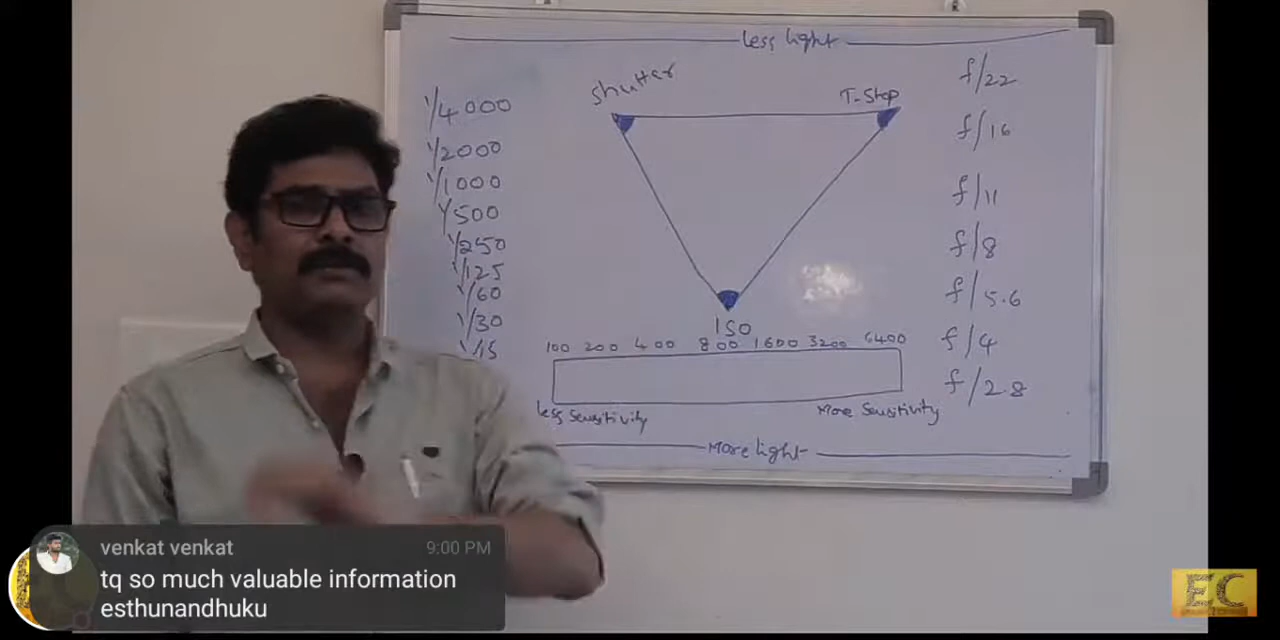 less light
Shutter
T-Stop
1/4000
1/2000
1/1000
1/500
1/250
1/125
1/60
1/30
1/15
f/22
f/16
f/11
f/8
f/5.6
f/4
f/2.8
ISO
100 200 400 800 1600 3200 6400
less Sensitivity
More Sensitivity
More light
venkat venkat 9:00 PM
tq so much valuable information
esthunandhuku
EC